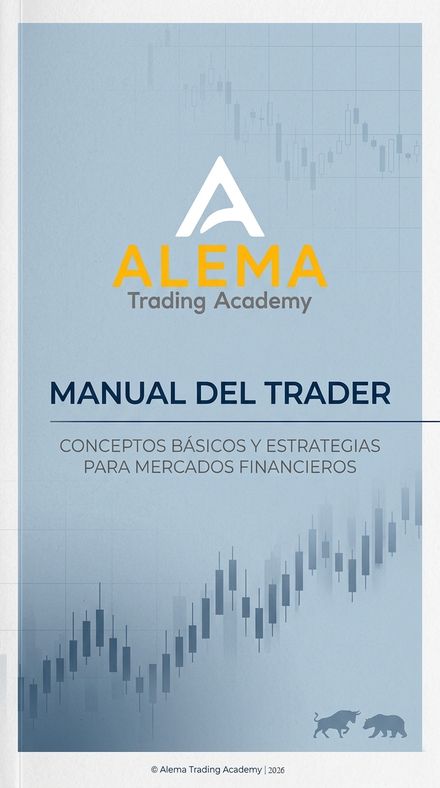 ALEMA
Trading Academy
MANUAL DEL TRADER
CONCEPTOS BÁSICOS Y ESTRATEGIAS
PARA MERCADOS FINANCIEROS
© Alema Trading Academy | 2026